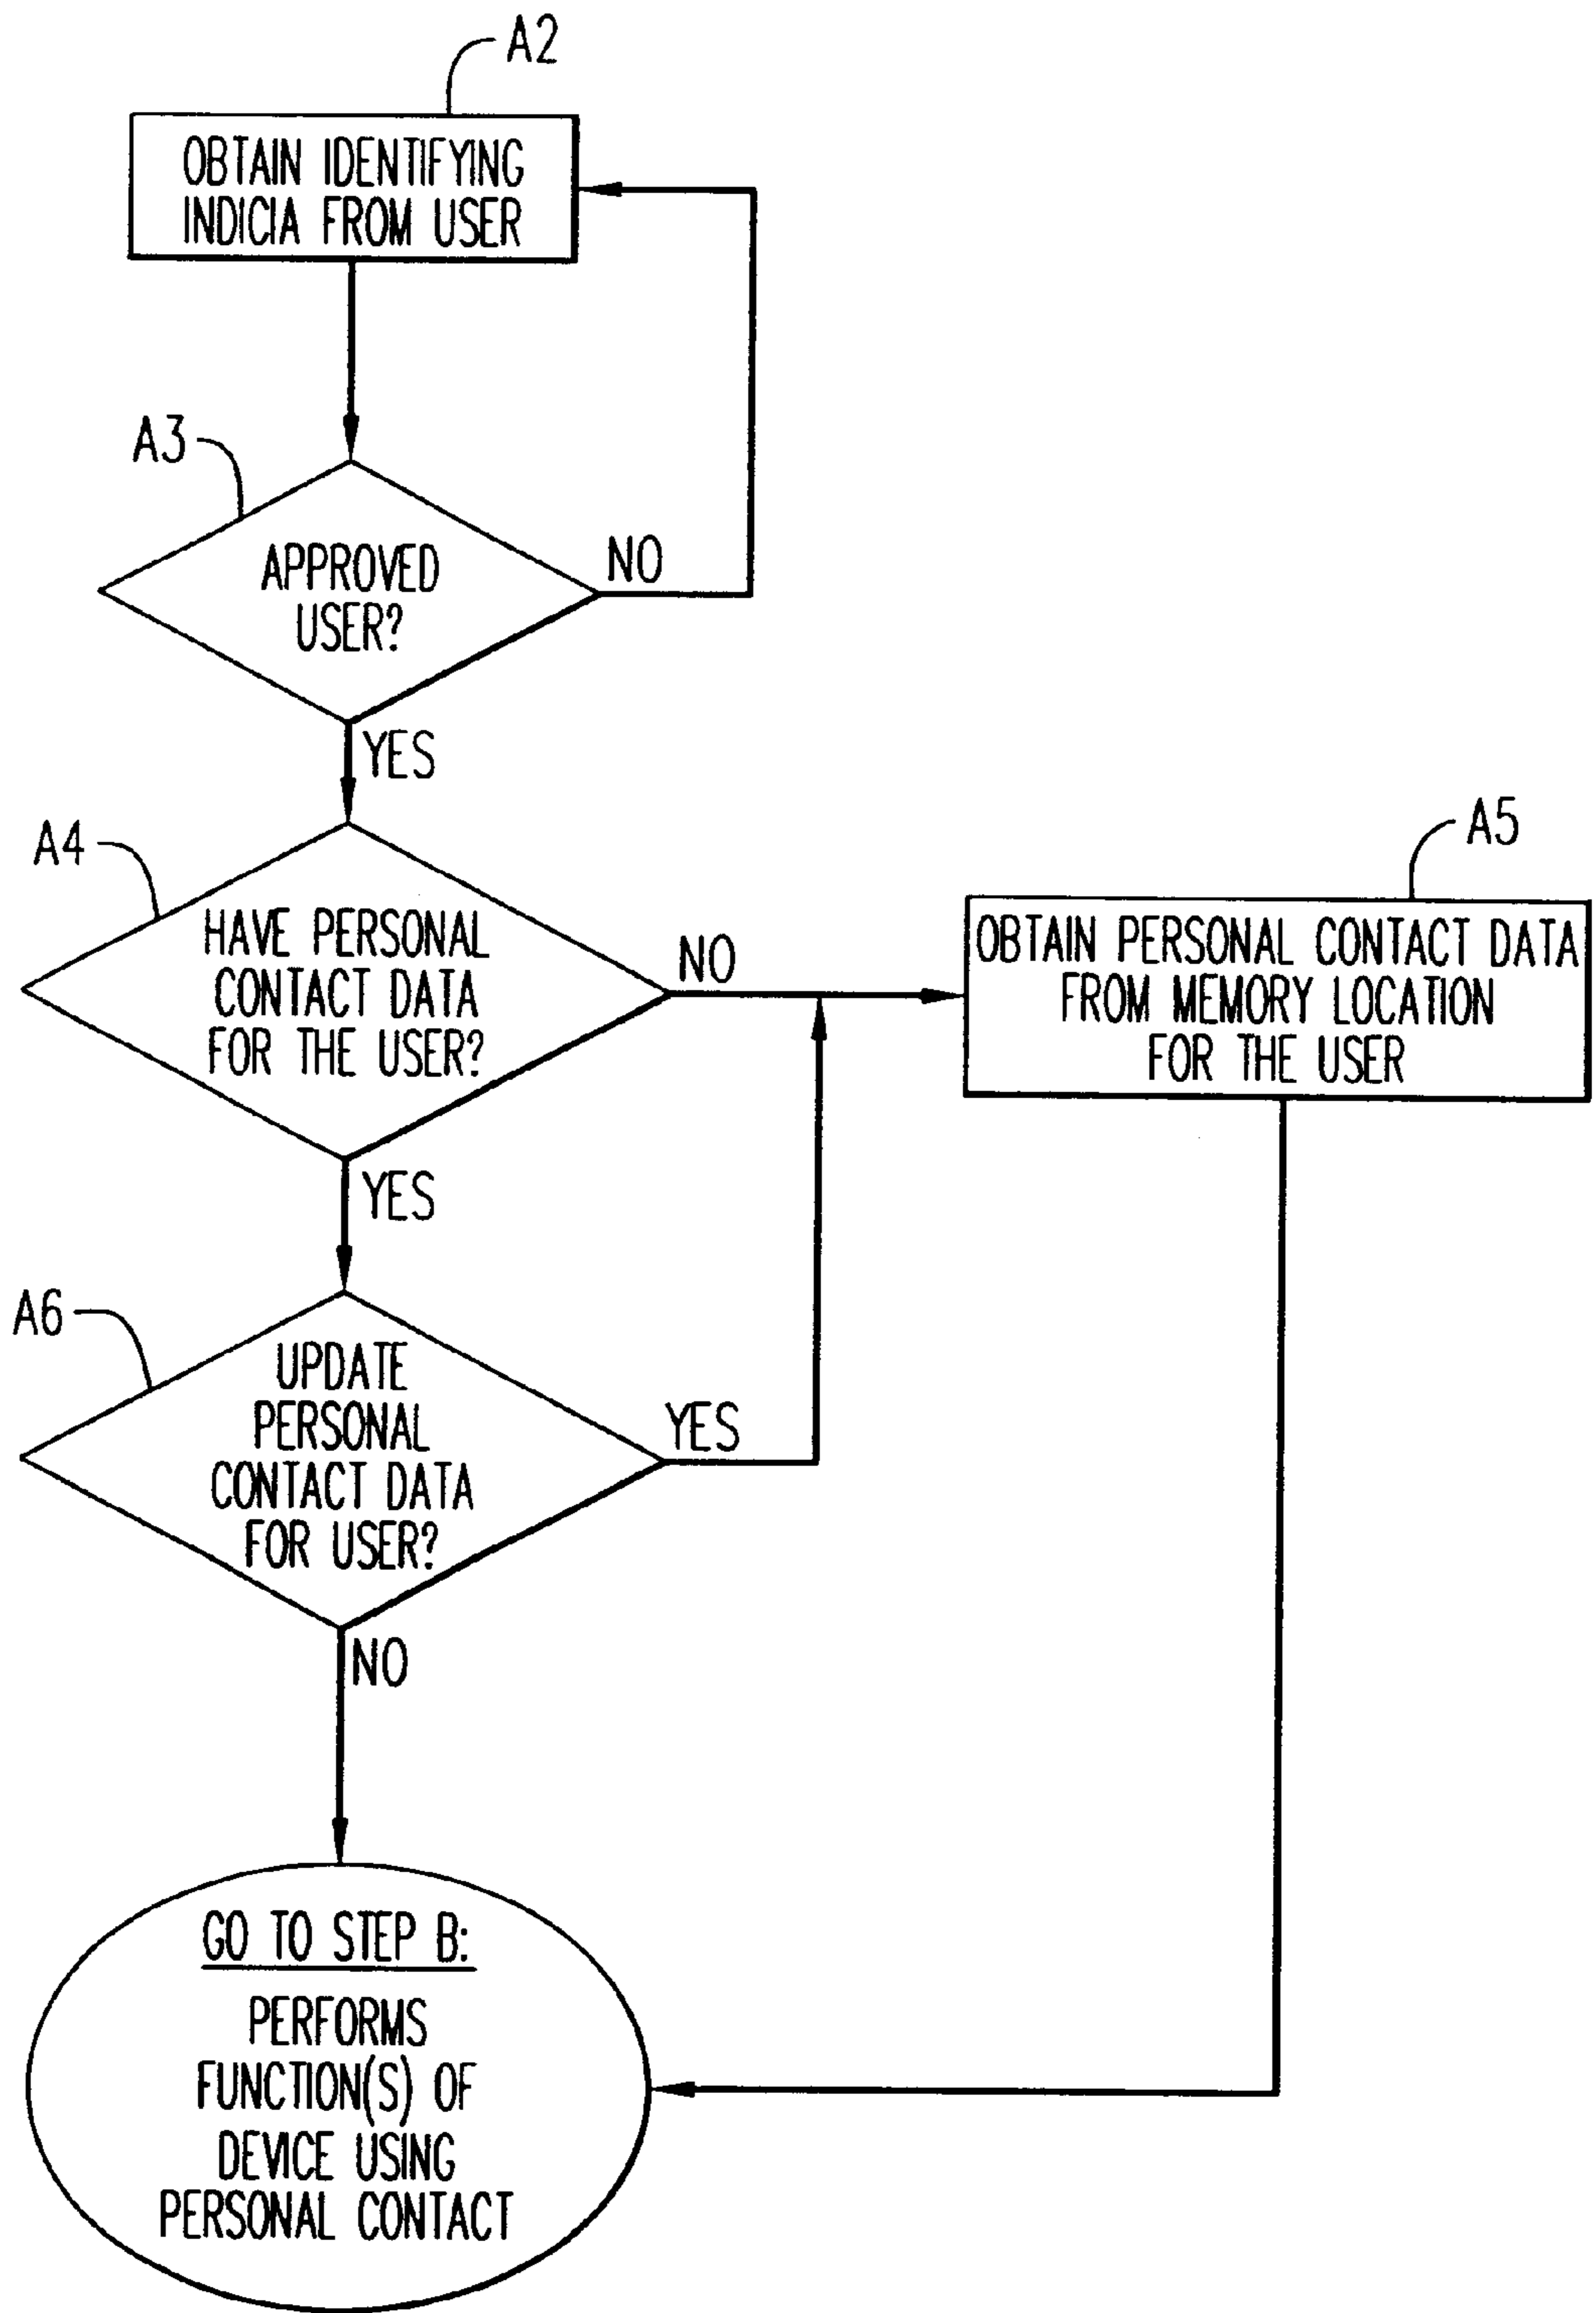 A2
OBTAIN IDENTIFYING
INDICIA FROM USER
A3
APPROVED
USER?
NO
YES
A4
HAVE PERSONAL
CONTACT DATA
FOR THE USER?
NO
A5
OBTAIN PERSONAL CONTACT DATA
FROM MEMORY LOCATION
FOR THE USER
YES
A6
UPDATE
PERSONAL
CONTACT DATA
FOR USER?
YES
NO
GO TO STEP B:
PERFORMS
FUNCTION(S) OF
DEVICE USING
PERSONAL CONTACT